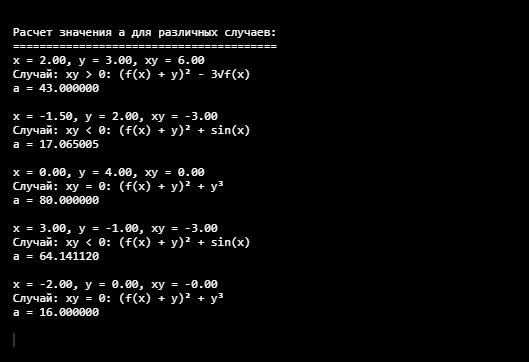 Расчет значения a для различных случаев:
========================================
x = 2.00, y = 3.00, xy = 6.00
Случай: xy > 0: (f(x) + y)² - 3√f(x)
a = 43.000000
x = -1.50, y = 2.00, xy = -3.00
Случай: xy < 0: (f(x) + y)² + sin(x)
a = 17.065005
x = 0.00, y = 4.00, xy = 0.00
Случай: xy = 0: (f(x) + y)² + y³
a = 80.000000
x = 3.00, y = -1.00, xy = -3.00
Случай: xy < 0: (f(x) + y)² + sin(x)
a = 64.141120
x = -2.00, y = 0.00, xy = -0.00
Случай: xy = 0: (f(x) + y)² + y³
a = 16.000000